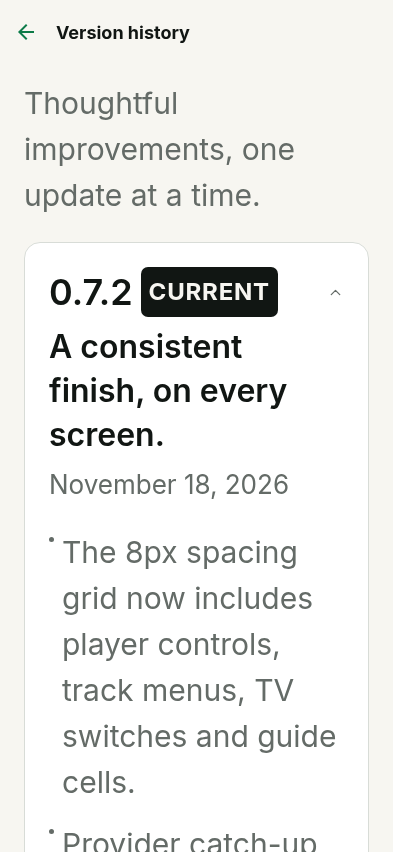 Version history
Thoughtful
improvements, one
update at a time.
0.7.2 CURRENT
A consistent
finish, on every
screen.
November 18, 2026
• The 8px spacing
grid now includes
player controls,
track menus, TV
switches and guide
cells.
• Provider catch-up